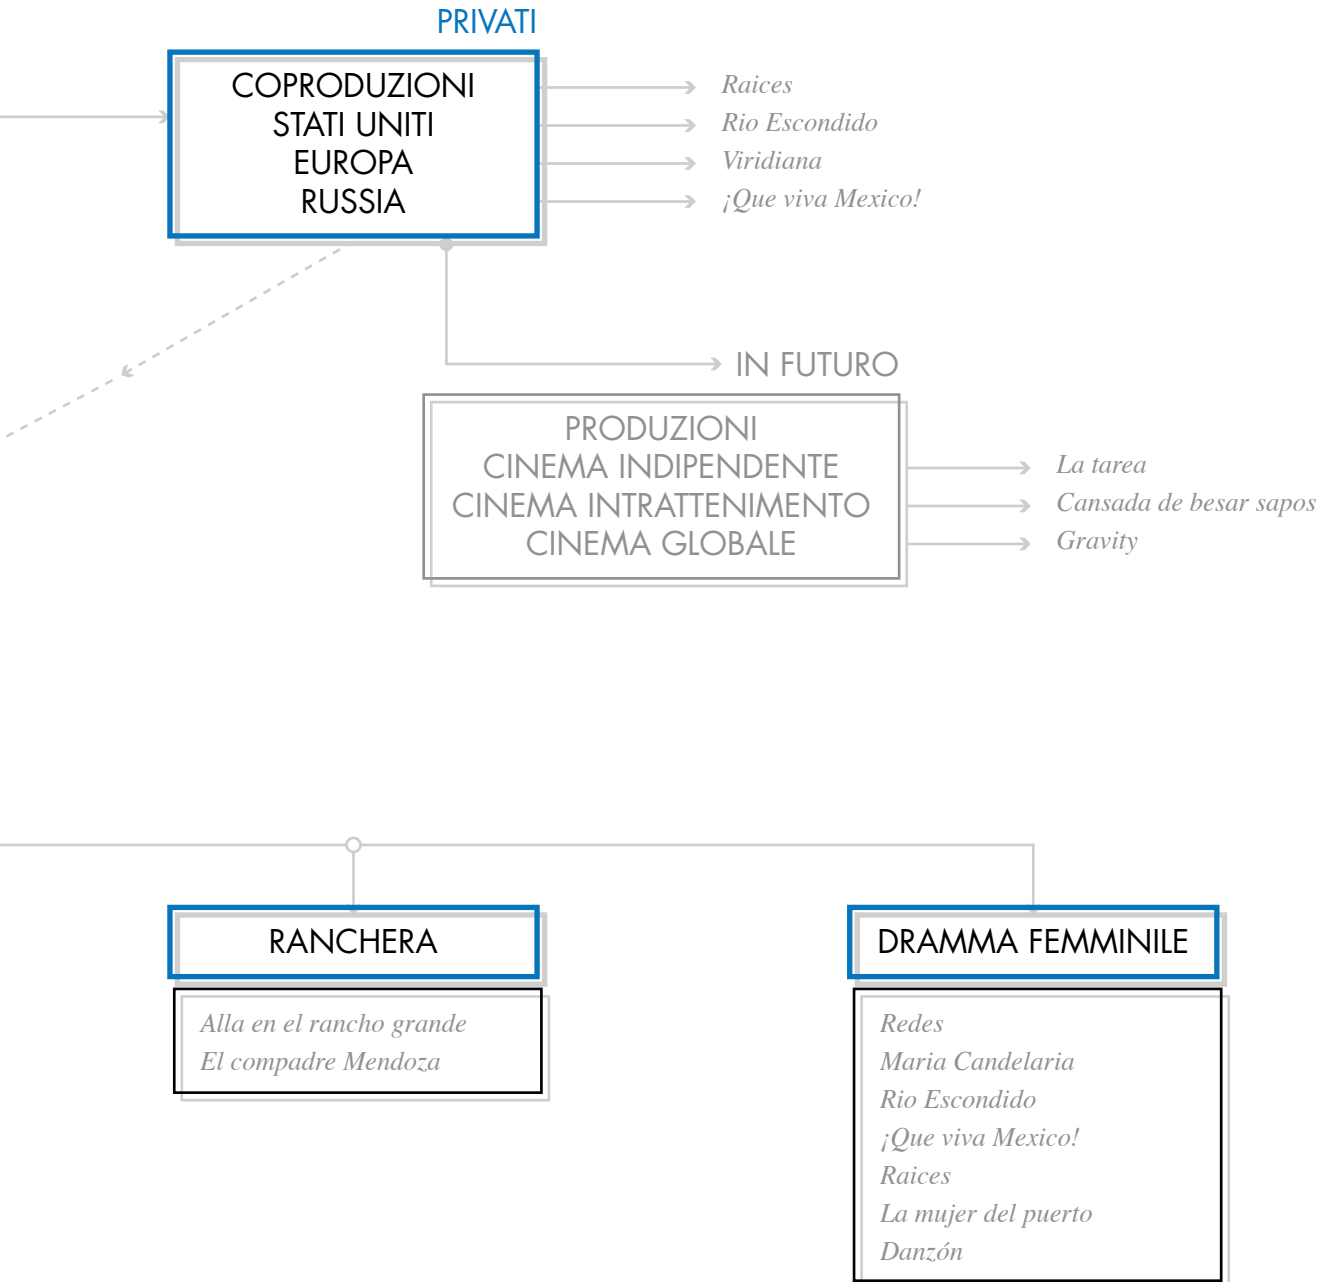 PRIVATI
COPRODUZIONI
STATI UNITI
EUROPA
RUSSIA
Raices
Rio Escondido
Viridiana
¡Que viva Mexico!
IN FUTURO
PRODUZIONI
CINEMA INDIPENDENTE
CINEMA INTRATTENIMENTO
CINEMA GLOBALE
La tarea
Cansada de besar sapos
Gravity
RANCHERA
Alla en el rancho grande
El compadre Mendoza
DRAMMA FEMMINILE
Redes
Maria Candelaria
Rio Escondido
¡Que viva Mexico!
Raices
La mujer del puerto
Danzón